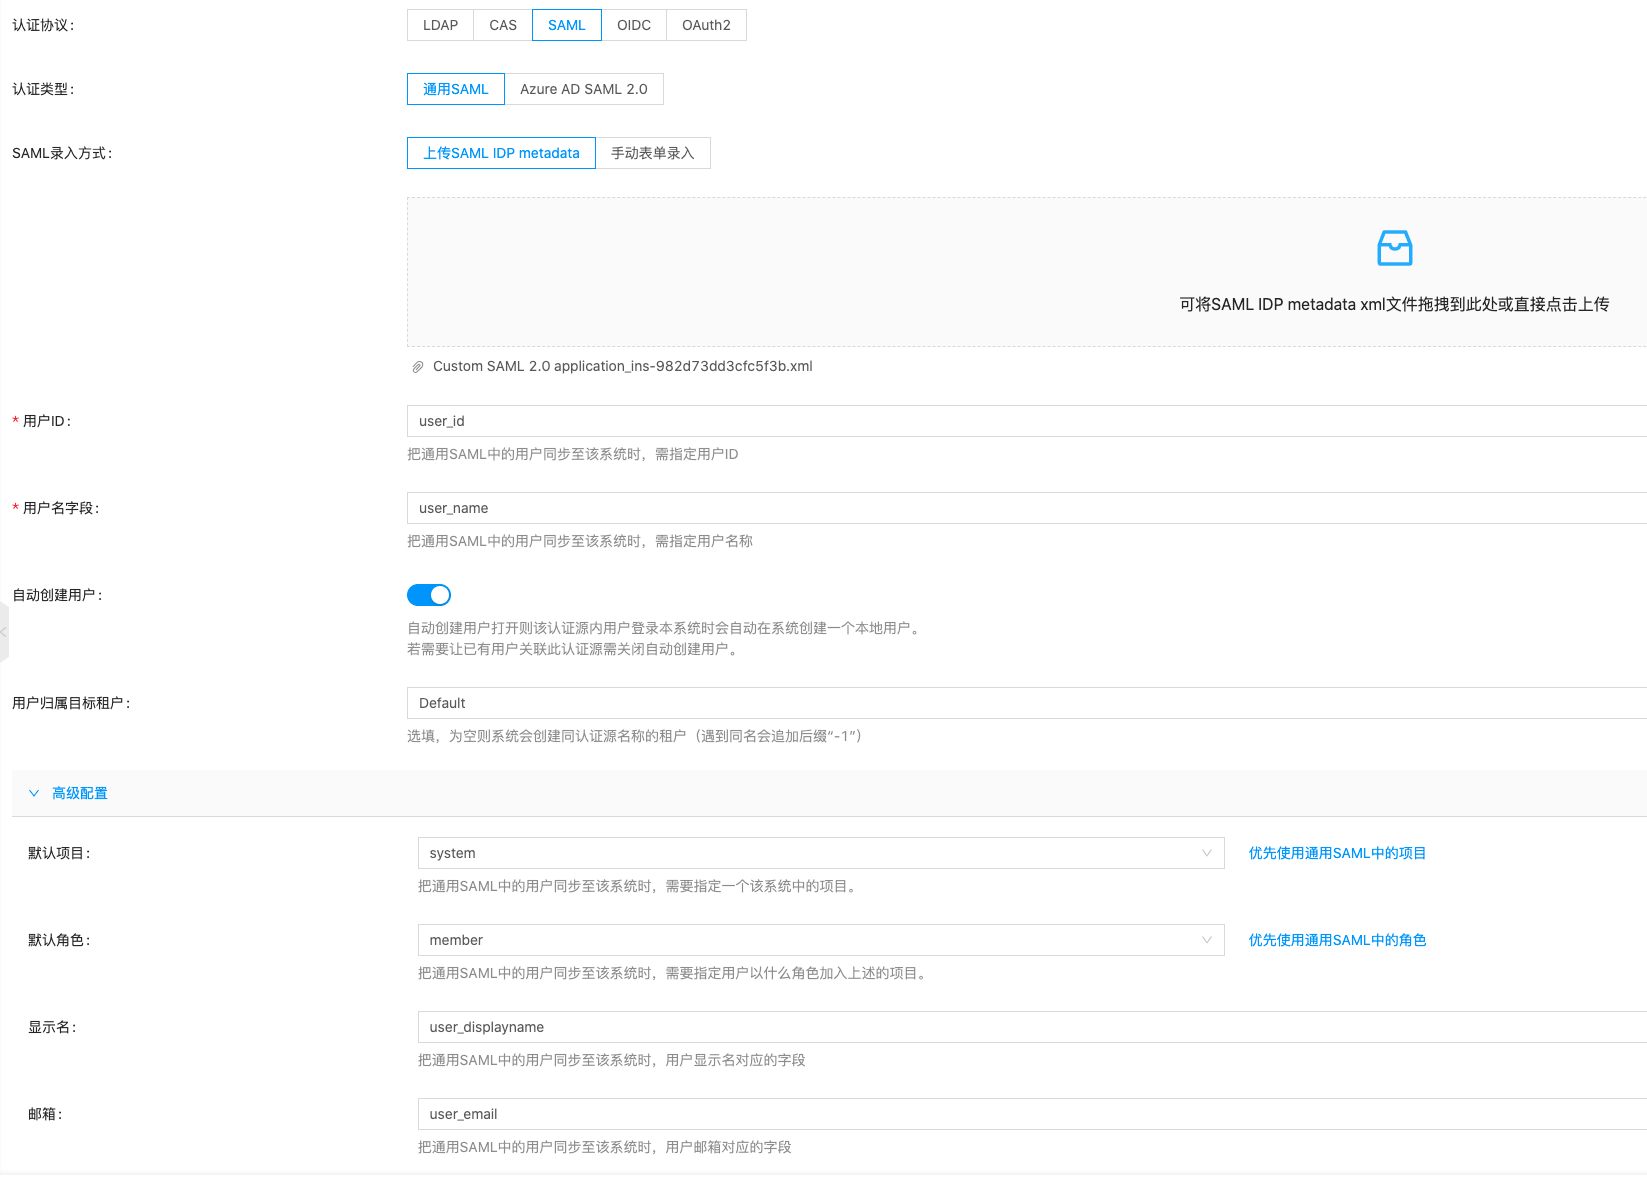 认证协议：
LDAP CAS SAML OIDC OAuth2
认证类型：
通用SAML Azure AD SAML 2.0
SAML录入方式：
上传SAML IDP metadata 手动表单录入
可将SAML IDP metadata xml文件拖拽到此处或直接点击上传
Custom SAML 2.0 application_ins-982d73dd3cfc5f3b.xml
* 用户ID：
user_id
把通用SAML中的用户同步至该系统时，需指定用户ID
* 用户名字段：
user_name
把通用SAML中的用户同步至该系统时，需指定用户名称
自动创建用户：
自动创建用户打开则该认证源内用户登录本系统时会自动在系统创建一个本地用户。
若需要让已有用户关联此认证源需关闭自动创建用户。
用户归属目标租户：
Default
选填，为空则系统会创建同认证源名称的租户（遇到同名会追加后缀“-1”）
高级配置
默认项目：
system
优先使用通用SAML中的项目
把通用SAML中的用户同步至该系统时，需要指定一个该系统中的项目。
默认角色：
member
优先使用通用SAML中的角色
把通用SAML中的用户同步至该系统时，需要指定用户以什么角色加入上述的项目。
显示名：
user_displayname
把通用SAML中的用户同步至该系统时，用户显示名对应的字段
邮箱：
user_email
把通用SAML中的用户同步至该系统时，用户邮箱对应的字段